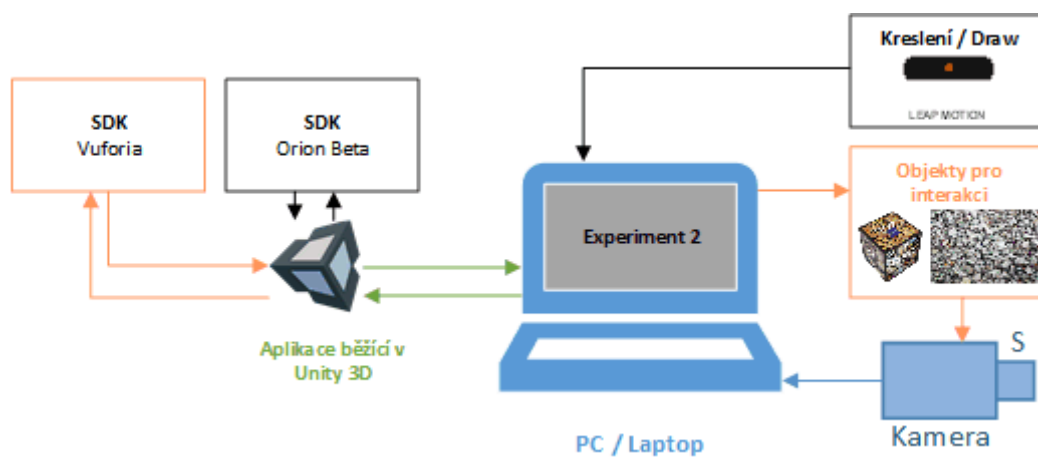 Kreslení / Draw
LEAP MOTION
SDK
Vuforia
SDK
Orion Beta
Objekty pro
interakci
Experiment 2
Aplikace běžící v
Unity 3D
S
Kamera
PC / Laptop